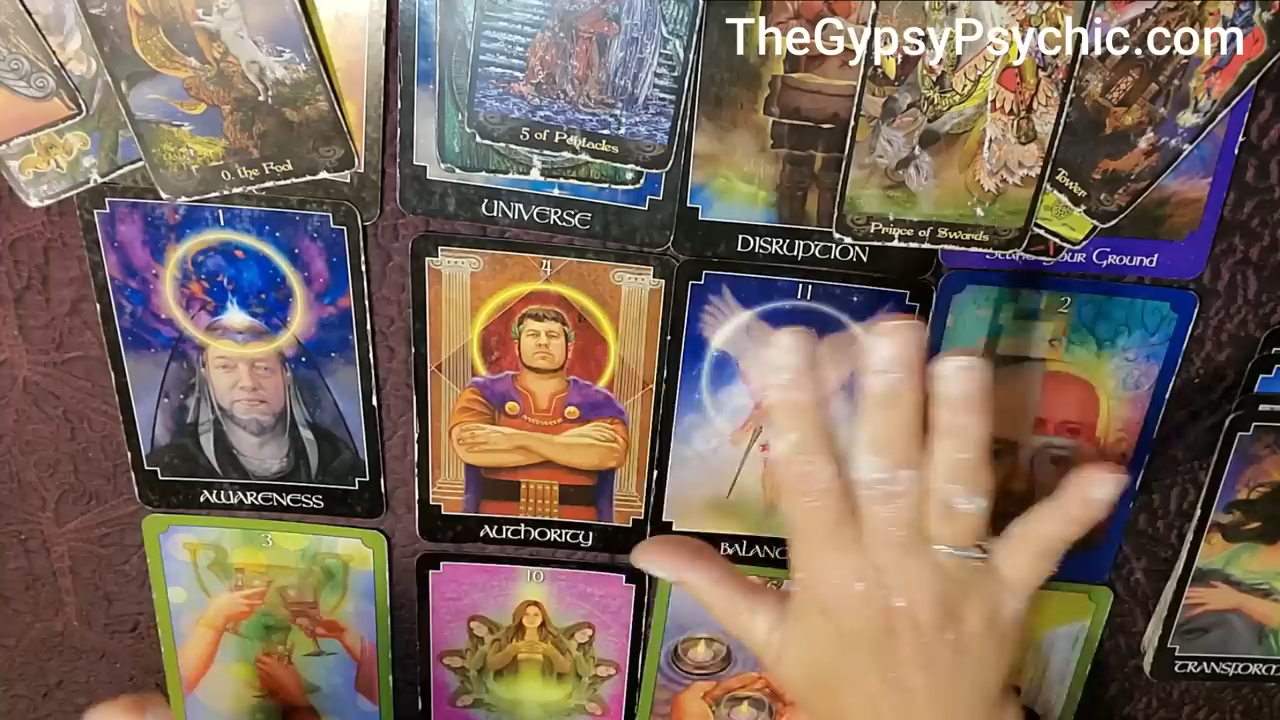 TheGypsyPsychic.com
5 of Pentacles
0. the Fool
UNIVERSE
Prince of Swords
Tower
DISRUPTION
Your Ground
1
AWARENESS
4
AUTHORITY
11
2
3
10
TRANSFORM